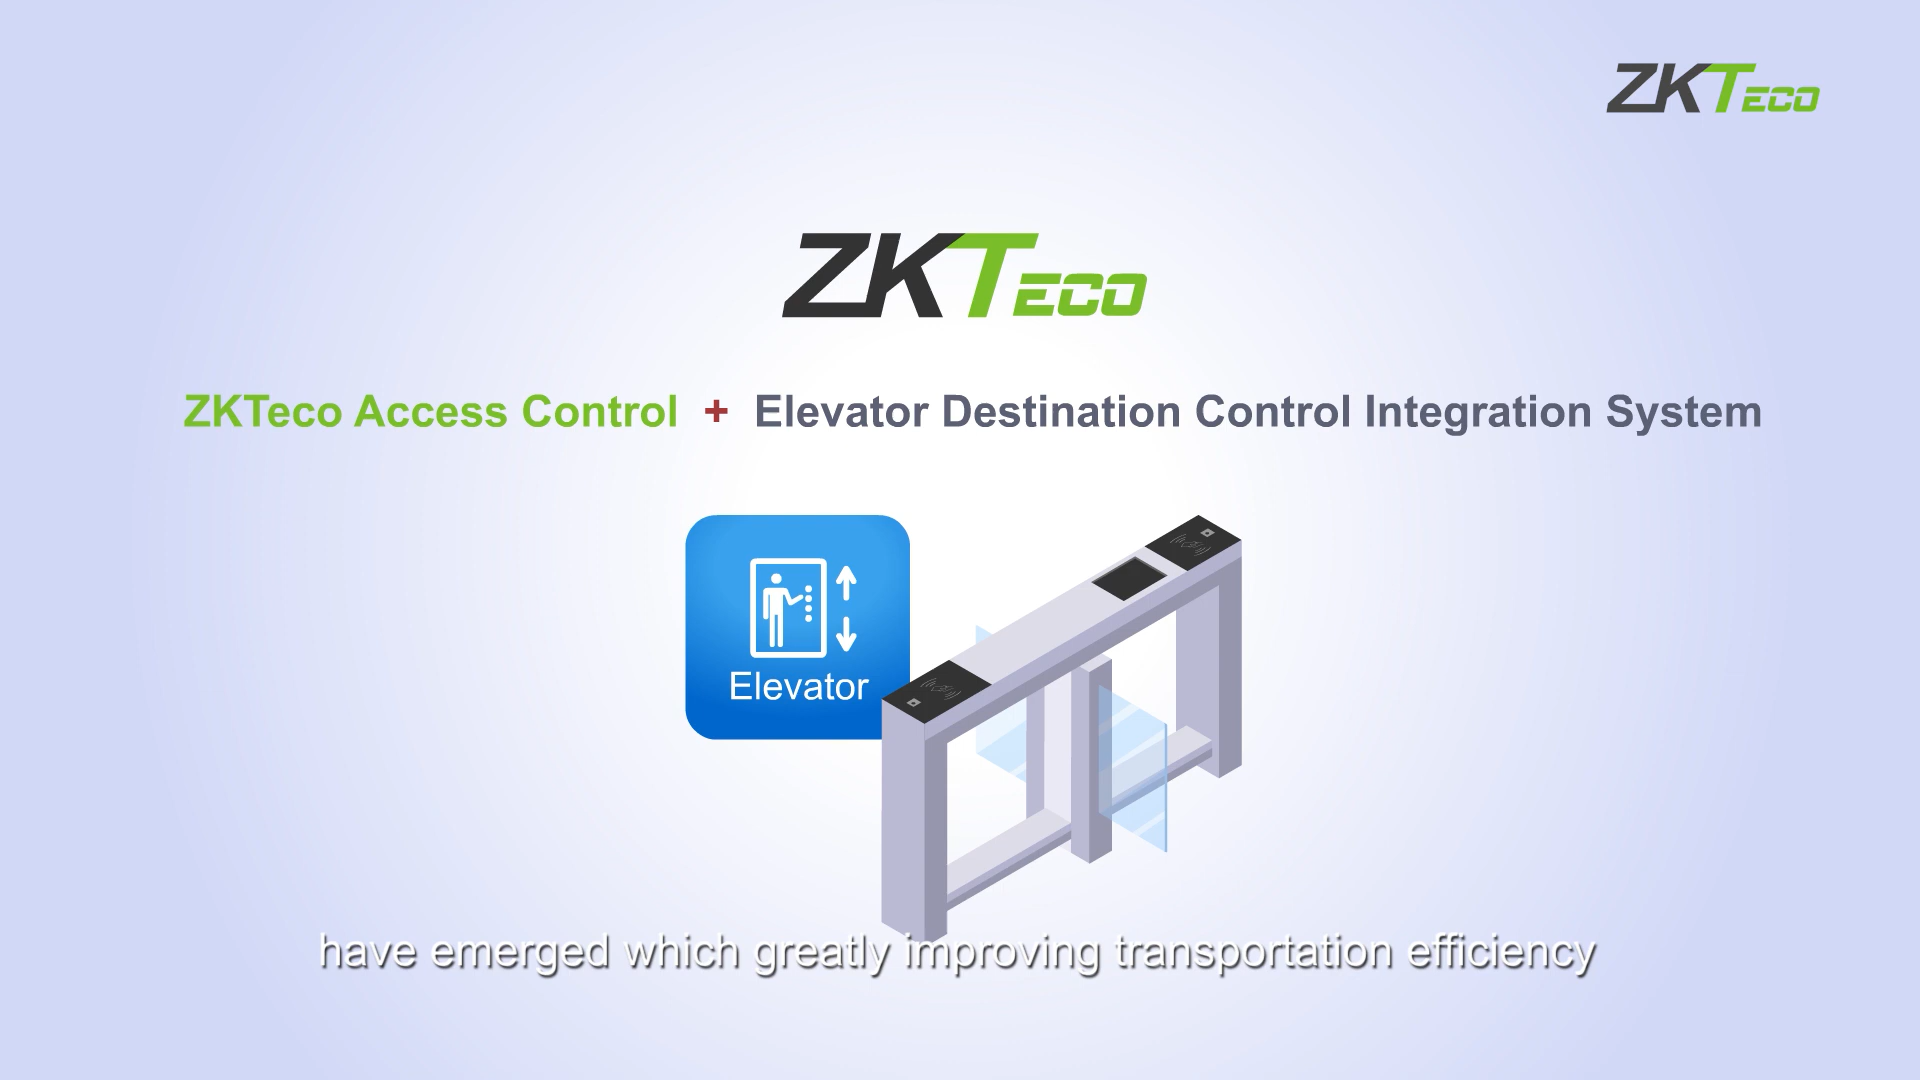 ZKTeco
ZKTeco
ZKTeco Access Control + Elevator Destination Control Integration System
Elevator
have emerged which greatly improving transportation efficiency